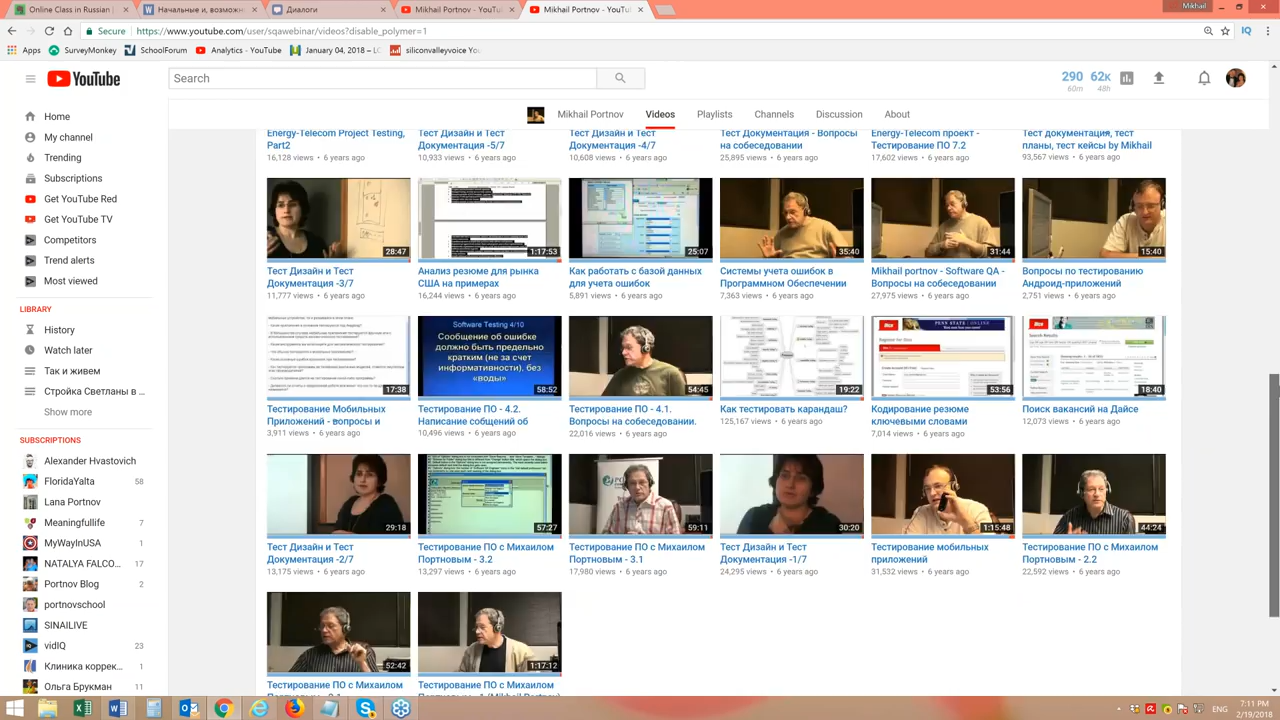 Online Class in Russian
Начальные и, возможн
Диалоги
Mikhail Portnov - YouTu
Mikhail Portnov - YouTu
Mikhail
Secure
https://www.youtube.com/user/sqawebinar/videos?disable_polymer=1
Apps
SurveyMonkey
SchoolForum
Analytics - YouTube
January 04, 2018 – LC
siliconvalleyvoice You
YouTube
Search
290
60m
62K
48h
Mikhail Portnov
Videos
Playlists
Channels
Discussion
About
Home
My channel
Trending
Subscriptions
Get YouTube Red
Get YouTube TV
Competitors
Trend alerts
Most viewed
LIBRARY
History
Watch later
Так и живем
Стройка Светланы в ...
Show more
SUBSCRIPTIONS
Alexander Hvastovich
FloridaYalta 58
Lana Portnov
Meaningfullife 7
MyWayInUSA 1
NATALYA FALCO... 17
Portnov Blog 2
portnovschool
SINAILIVE
vidIQ 23
Клиника коррек... 1
Ольга Брукман 11
Energy-Telecom Project Testing,
Part2
16,128 views • 6 years ago
Тест Дизайн и Тест
Документация -5/7
10,933 views • 6 years ago
Тест Дизайн и Тест
Документация -4/7
10,608 views • 6 years ago
Тест Документация - Вопросы
на собеседовании
25,895 views • 6 years ago
Energy-Telecom проект -
Тестирование ПО 7.2
17,602 views • 6 years ago
Тест документация, тест
планы, тест кейсы by Mikhail
93,567 views • 6 years ago
28:47
Тест Дизайн и Тест
Документация -3/7
11,777 views • 6 years ago
1:17:53
Анализ резюме для рынка
США на примерах
16,244 views • 6 years ago
25:07
Как работать с базой данных
для учета ошибок
5,891 views • 6 years ago
35:40
Системы учета ошибок в
Программном Обеспечении
7,363 views • 6 years ago
31:44
Mikhail portnov - Software QA -
Вопросы на собеседовании
27,975 views • 6 years ago
15:40
Вопросы по тестированию
Андроид-приложений
2,751 views • 6 years ago
17:38
Тестирование Мобильных
Приложений - вопросы и
3,911 views • 6 years ago
Software Testing 4/10
Сообщение об ошибке
должно быть предельно
кратким (не за счет
информативности), без
«воды»
58:52
Тестирование ПО - 4.2.
Написание собщений об
10,496 views • 6 years ago
54:45
Тестирование ПО - 4.1.
Вопросы на собеседовании.
22,016 views • 6 years ago
19:22
Как тестировать карандаш?
125,167 views • 6 years ago
PENN STATE | ONLINE
dice
53:56
Кодирование резюме
ключевыми словами
7,014 views • 6 years ago
dice
Search Results
18:40
Поиск вакансий на Дайсе
12,073 views • 6 years ago
29:18
Тест Дизайн и Тест
Документация -2/7
13,175 views • 6 years ago
57:27
Тестирование ПО с Михаилом
Портновым - 3.2
13,297 views • 6 years ago
59:11
Тестирование ПО с Михаилом
Портновым - 3.1
17,980 views • 6 years ago
30:20
Тест Дизайн и Тест
Документация -1/7
24,295 views • 6 years ago
1:15:48
Тестирование мобильных
приложений
31,532 views • 6 years ago
44:24
Тестирование ПО с Михаилом
Портновым - 2.2
22,592 views • 6 years ago
52:42
Тестирование ПО с Михаилом
1:17:12
Тестирование ПО с Михаилом
ENG
7:11 PM
2/19/2018